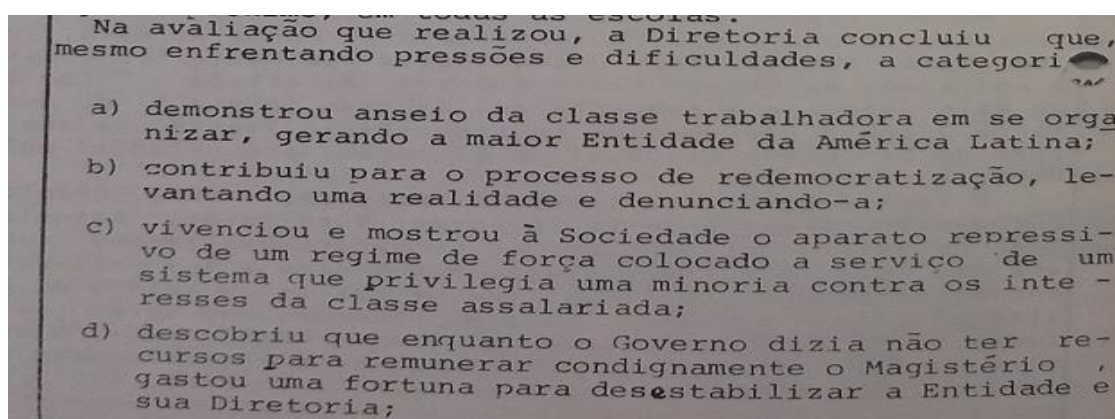 todas as escolas.
Na avaliação que realizou, a Diretoria concluiu que,
mesmo enfrentando pressões e dificuldades, a categori
a) demonstrou anseio da classe trabalhadora em se orga
nizar, gerando a maior Entidade da América Latina;
b) contribuiu para o processo de redemocratização, le-
vantando uma realidade e denunciando-a;
c) vivenciou e mostrou à Sociedade o aparato repressi-
vo de um regime de força colocado a serviço de um
sistema que privilegia uma minoria contra os inte -
resses da classe assalariada;
d) descobriu que enquanto o Governo dizia não ter re-
cursos para remunerar condignamente o Magistério ,
gastou uma fortuna para desestabilizar a Entidade e
sua Diretoria;